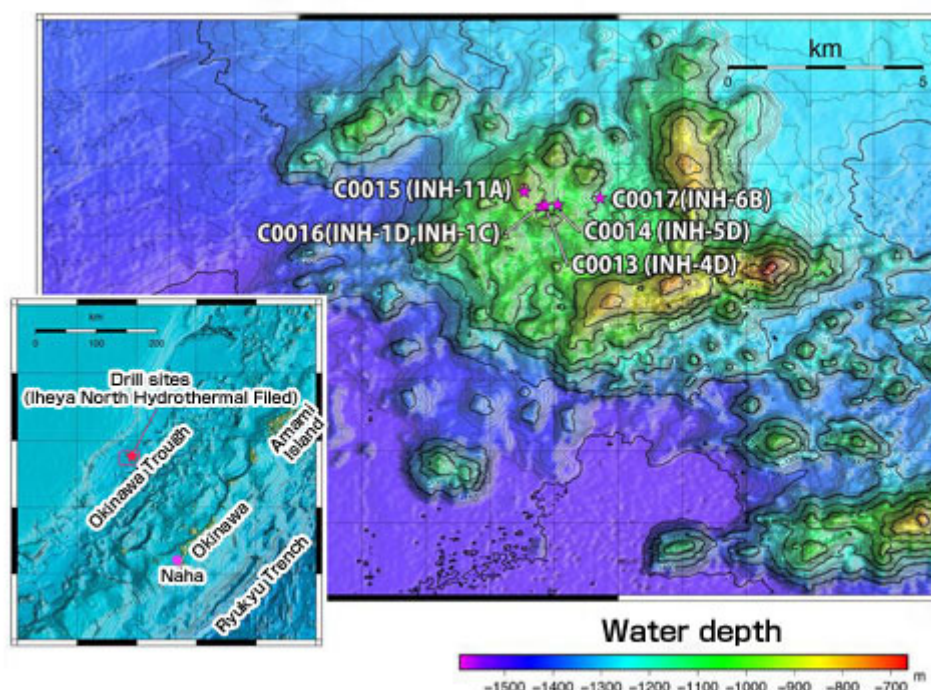 km
0 5
C0015 (INH-11A)
C0017(INH-6B)
C0016(INH-1D,INH-1C)
C0014 (INH-5D)
C0013 (INH-4D)
km
0 100 200
Drill sites
(Iheya North Hydrothermal Filed)
Amami
Island
Okinawa Trough
Okinawa
Naha
Ryukyu Trench
Water depth
m
-1500 -1400 -1300 -1200 -1100 -1000 -900 -800 -700